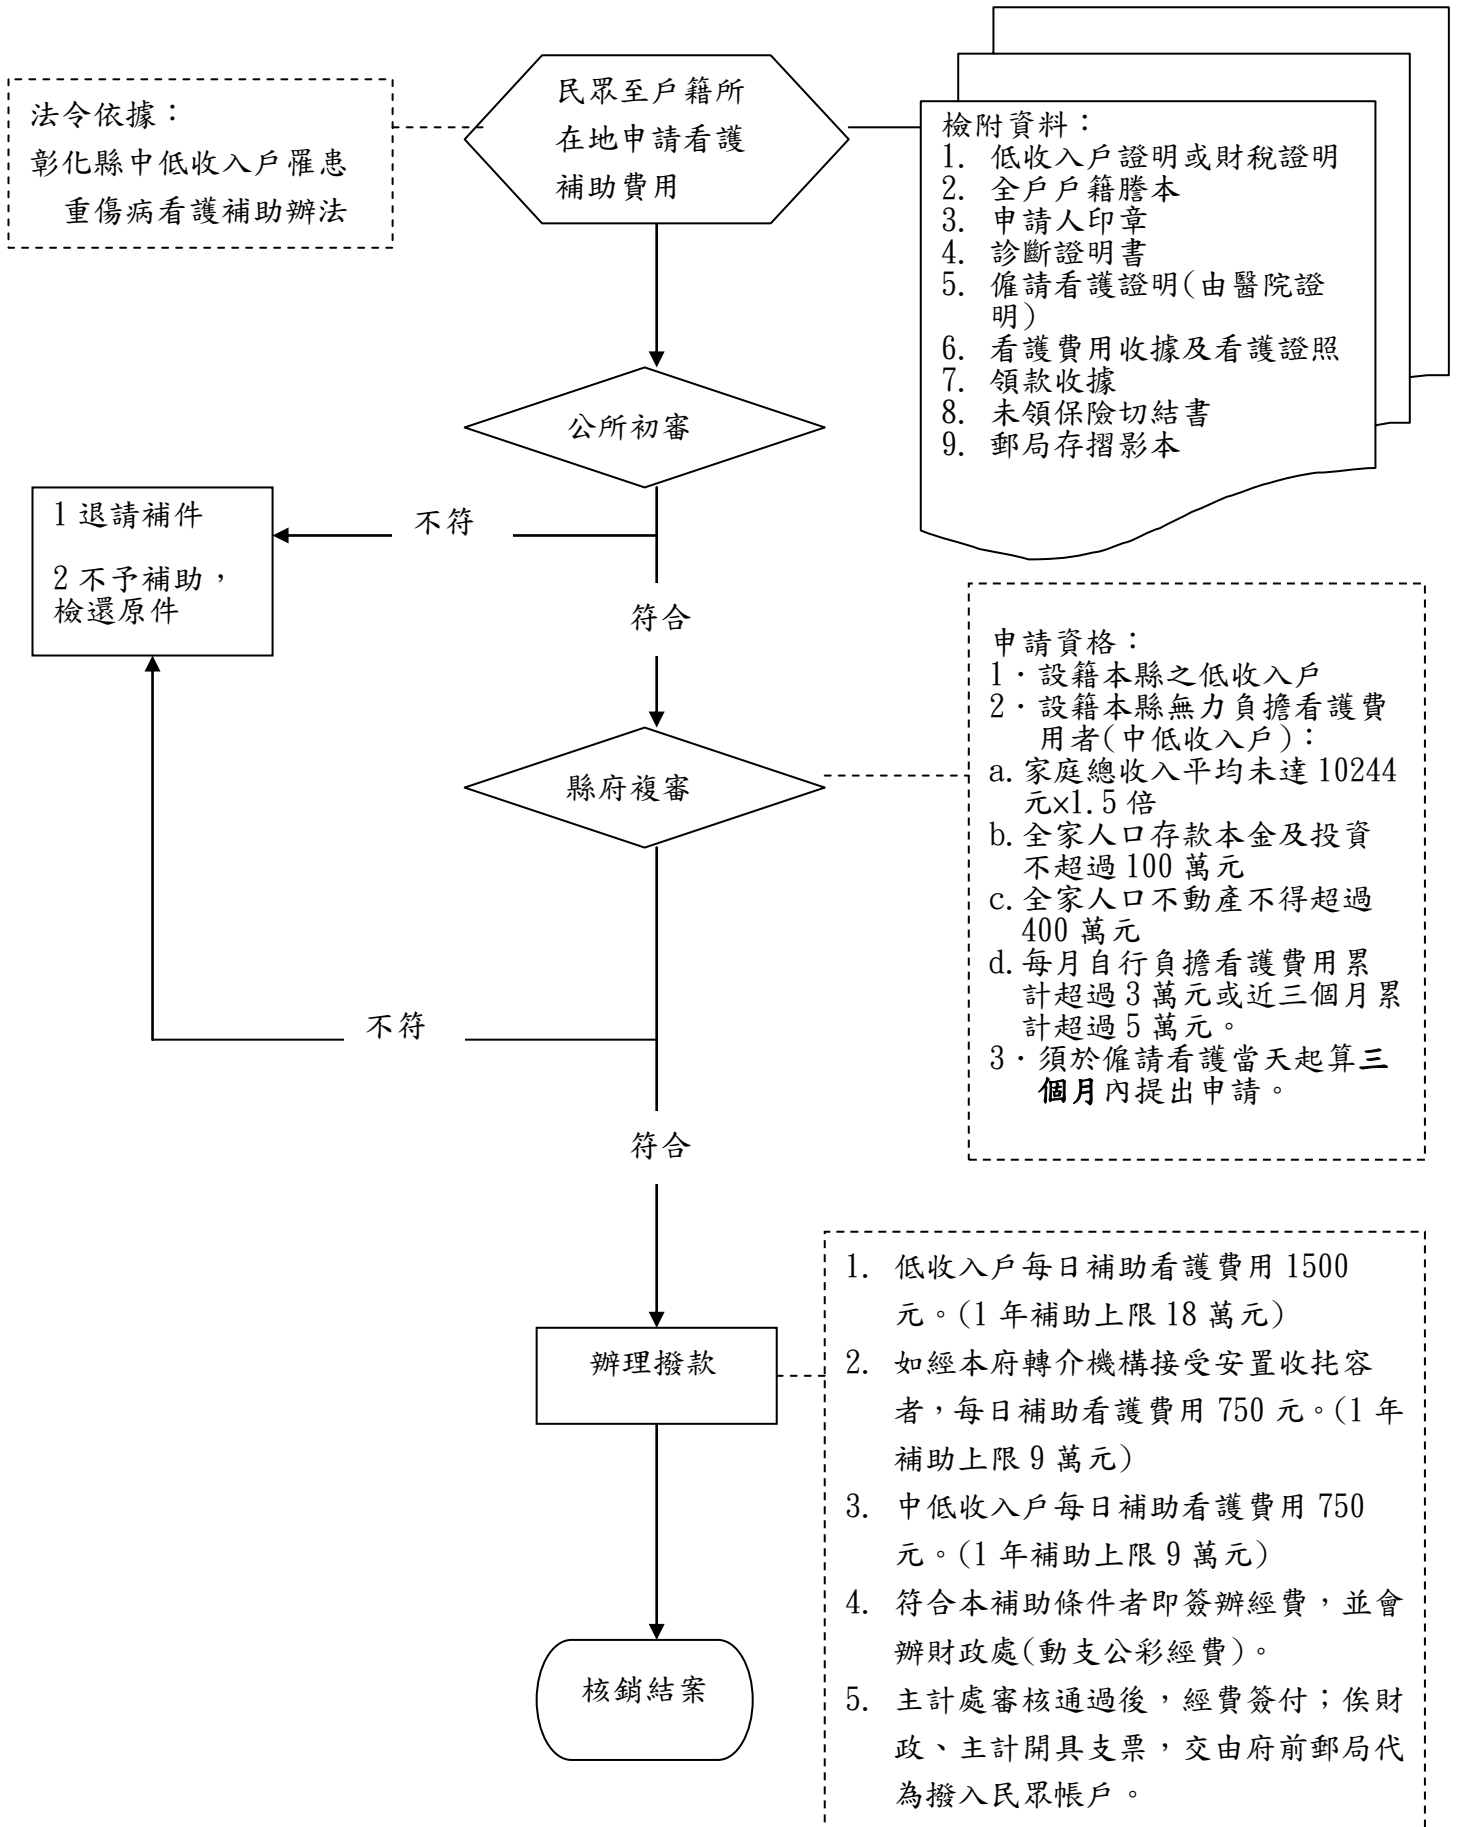 法令依據：
彰化縣中低收入戶罹患
重傷病看護補助辦法
民眾至戶籍所
在地申請看護
補助費用
檢附資料：
1. 低收入戶證明或財稅證明
2. 全戶戶籍謄本
3. 申請人印章
4. 診斷證明書
5. 僱請看護證明(由醫院證
明)
6. 看護費用收據及看護證照
7. 領款收據
8. 未領保險切結書
9. 郵局存摺影本
公所初審
不符
1 退請補件
2 不予補助，
檢還原件
符合
縣府複審
申請資格：
1．設籍本縣之低收入戶
2．設籍本縣無力負擔看護費
用者(中低收入戶)：
a. 家庭總收入平均未達 10244
元×1.5 倍
b. 全家人口存款本金及投資
不超過 100 萬元
c. 全家人口不動產不得超過
400 萬元
d. 每月自行負擔看護費用累
計超過 3 萬元或近三個月累
計超過 5 萬元。
3．須於僱請看護當天起算三
個月內提出申請。
不符
符合
辦理撥款
1. 低收入戶每日補助看護費用 1500
元。(1 年補助上限 18 萬元)
2. 如經本府轉介機構接受安置收托容
者，每日補助看護費用 750 元。(1 年
補助上限 9 萬元)
3. 中低收入戶每日補助看護費用 750
元。(1 年補助上限 9 萬元)
4. 符合本補助條件者即簽辦經費，並會
辦財政處(動支公彩經費)。
5. 主計處審核通過後，經費簽付；俟財
政、主計開具支票，交由府前郵局代
為撥入民眾帳戶。
核銷結案